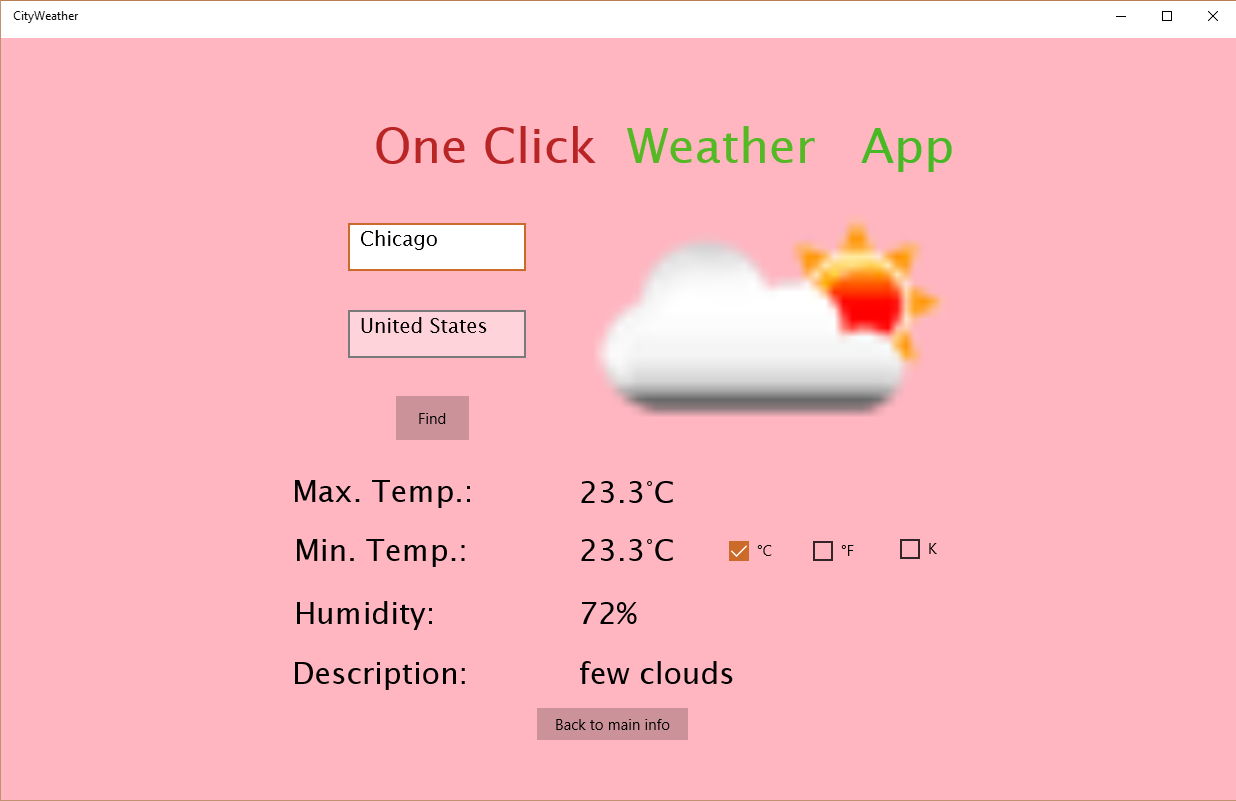 CityWeather
One Click Weather App
Chicago
United States
Find
Max. Temp.: 23.3°C
Min. Temp.: 23.3°C °C °F K
Humidity: 72%
Description: few clouds
Back to main info